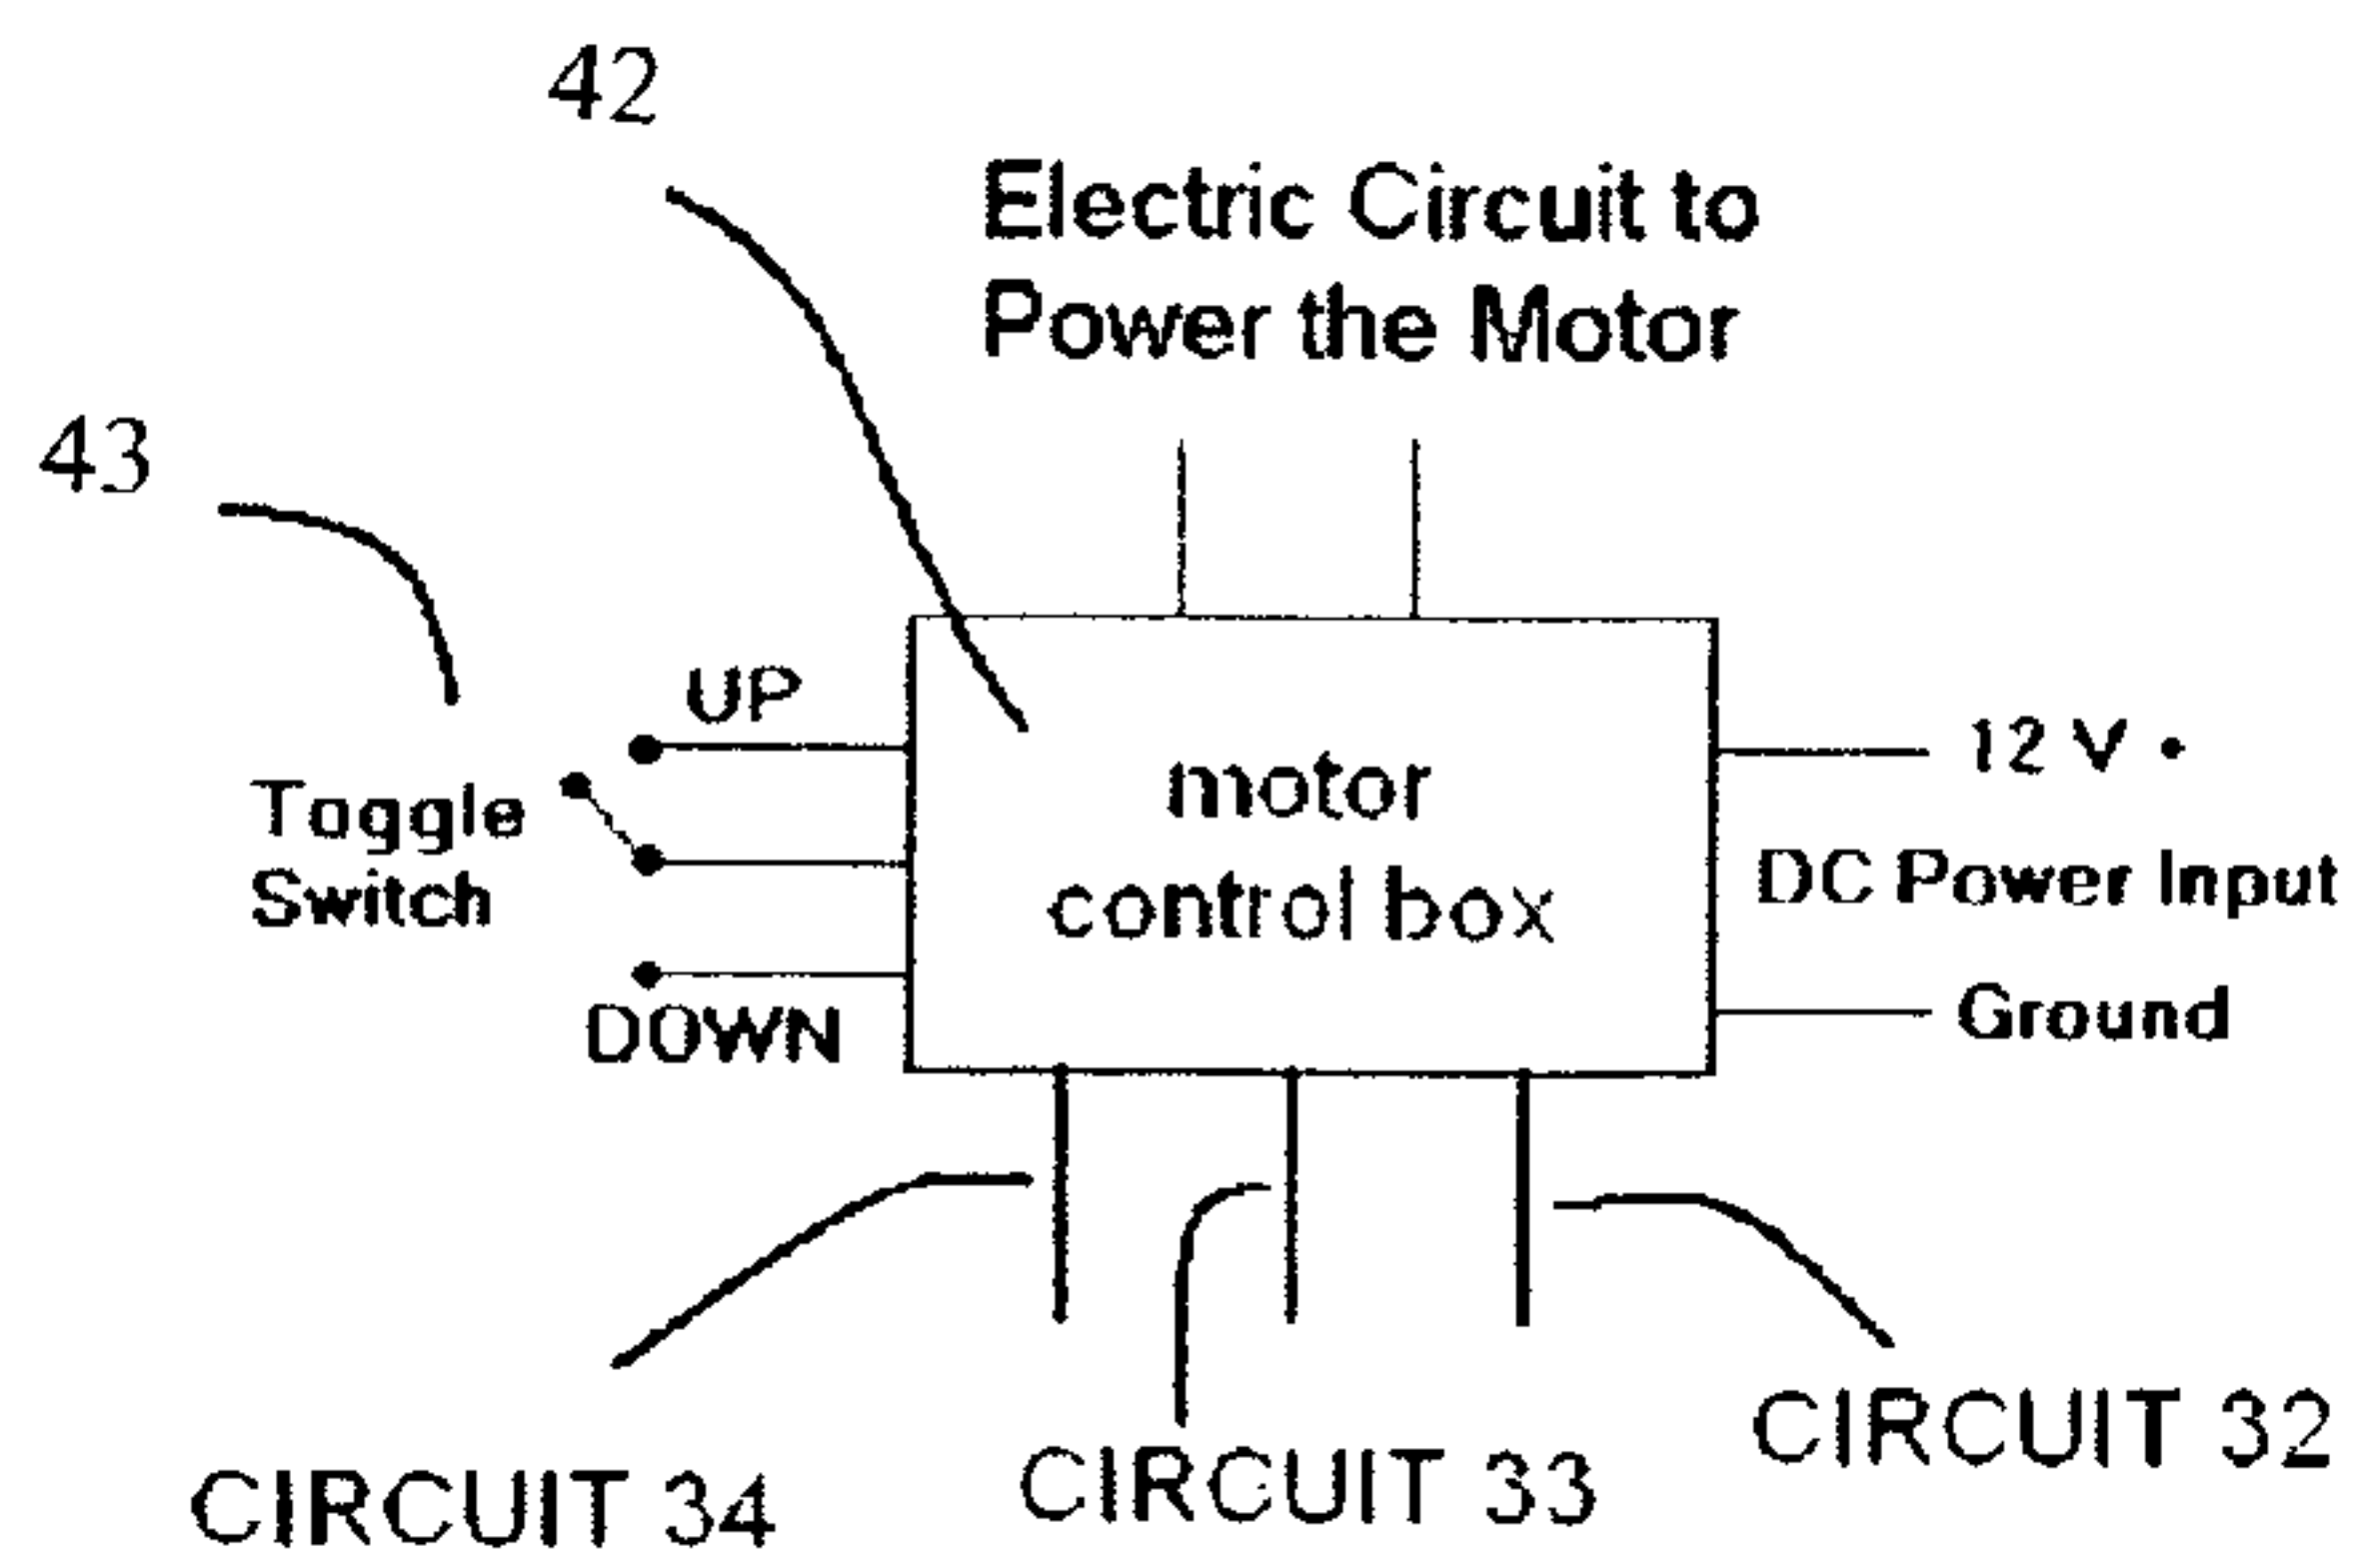 42
Electric Circuit to
Power the Motor
43
UP
Toggle
Switch
DOWN
motor
control box
12 V •
DC Power Input
Ground
CIRCUIT 34
CIRCUIT 33
CIRCUIT 32